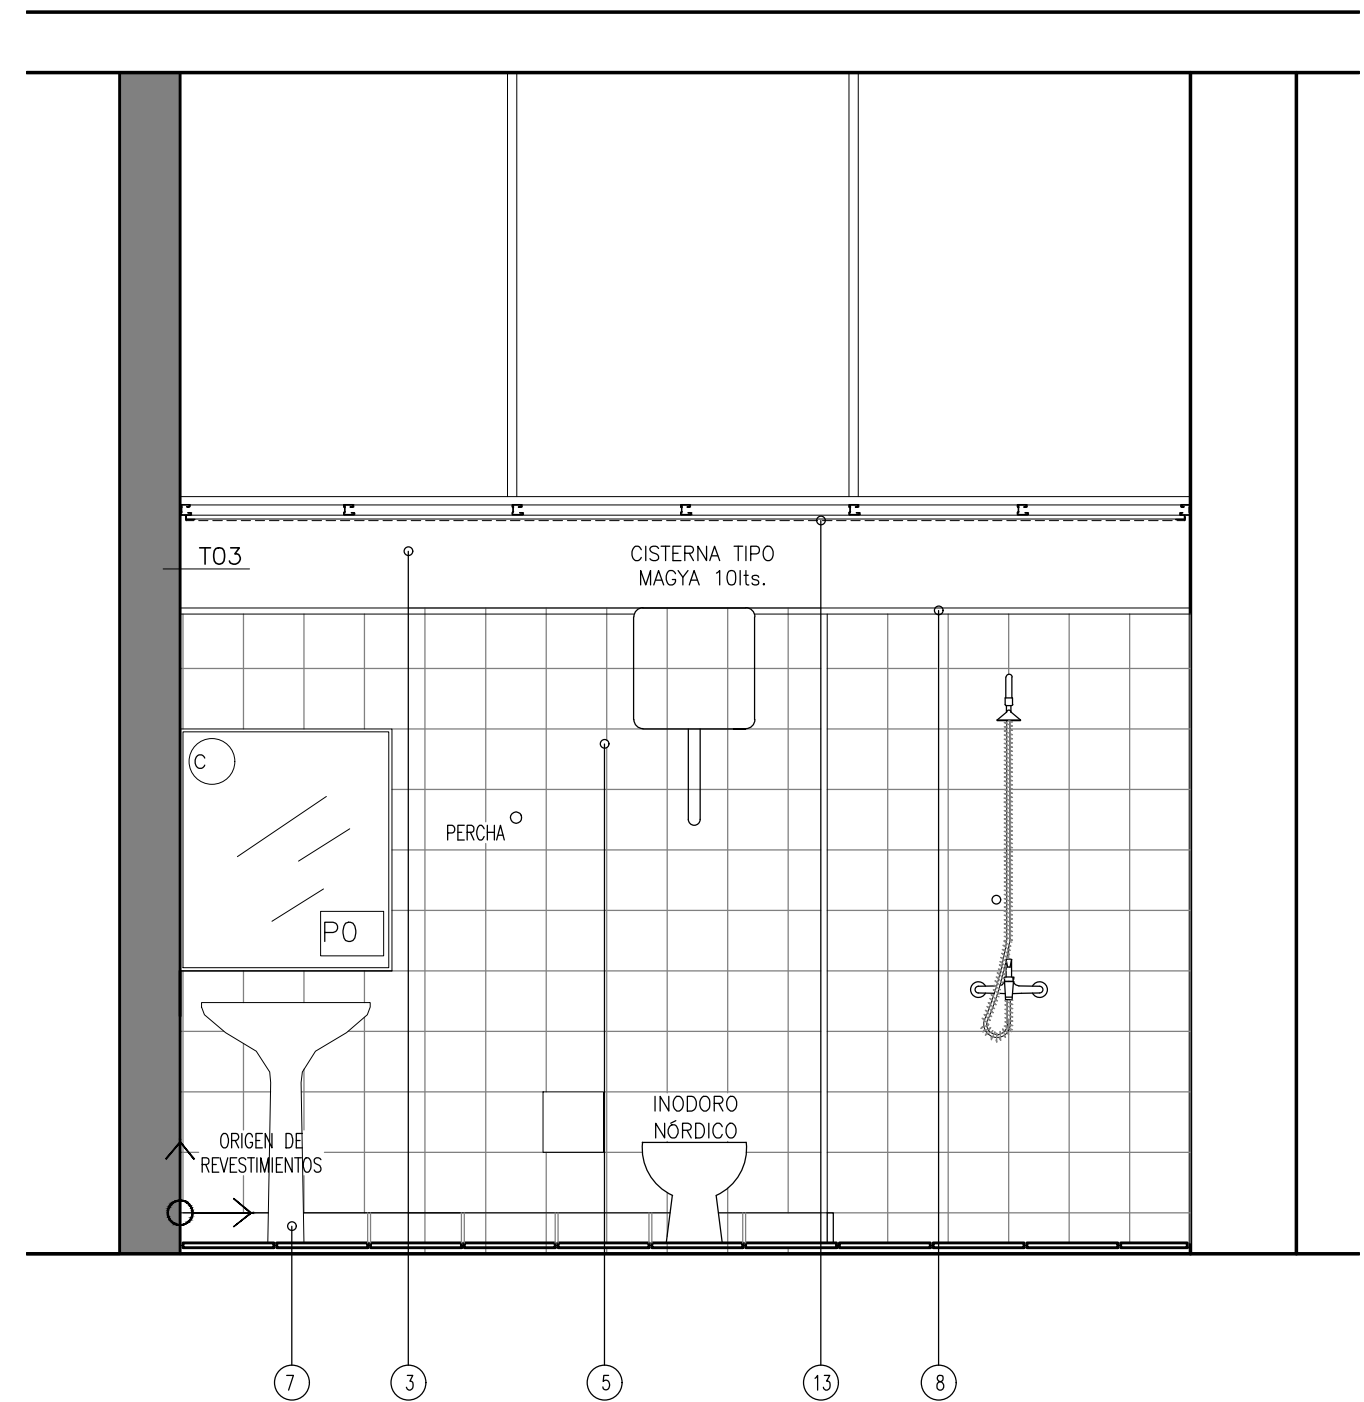 T03
CISTERNA TIPO
MAGYA 10lts.
C
PERCHA
PO
INODORO
NÓRDICO
ORIGEN DE
REVESTIMIENTOS
7
3
5
13
8